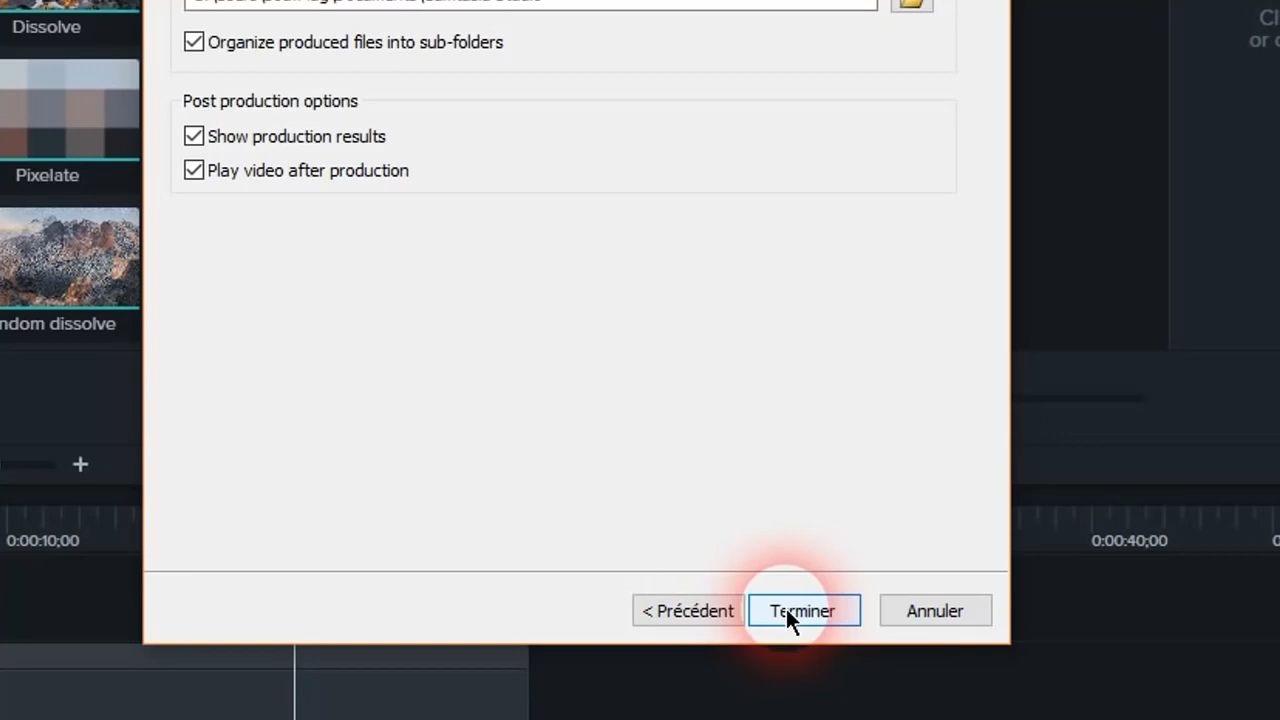 Dissolve
Organize produced files into sub-folders
Post production options
Show production results
Pixelate
Play video after production
ndom dissolve
+
0:00:10;00
0:00:40;00
< Précédent
Terminer
Annuler